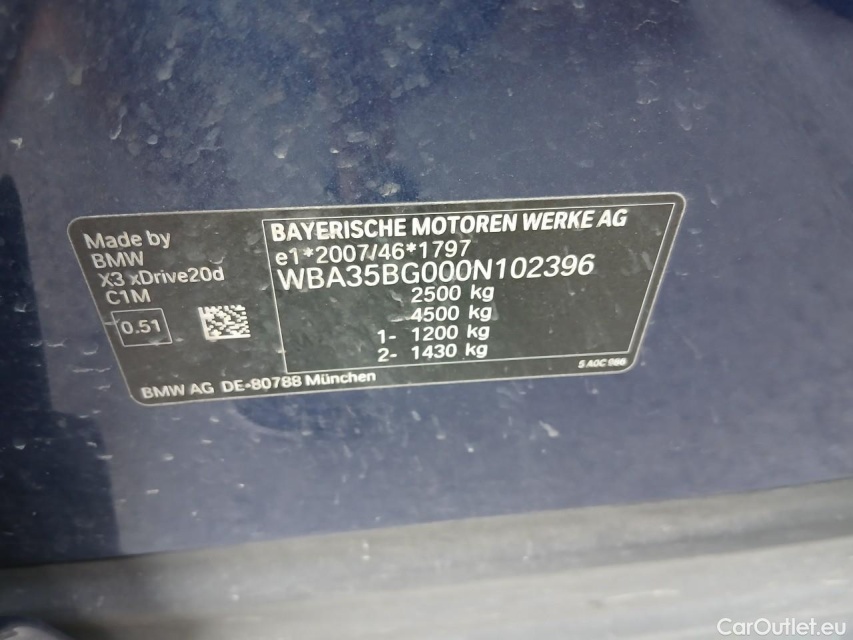 Made by
BMW
X3 xDrive20d
C1M
0.51
BAYERISCHE MOTOREN WERKE AG
e1*2007/46*1797
WBA35BG000N102396
2500 kg
4500 kg
1- 1200 kg
2- 1430 kg
BMW AG DE-80788 München
5 A0C 986
CarOutlet.eu